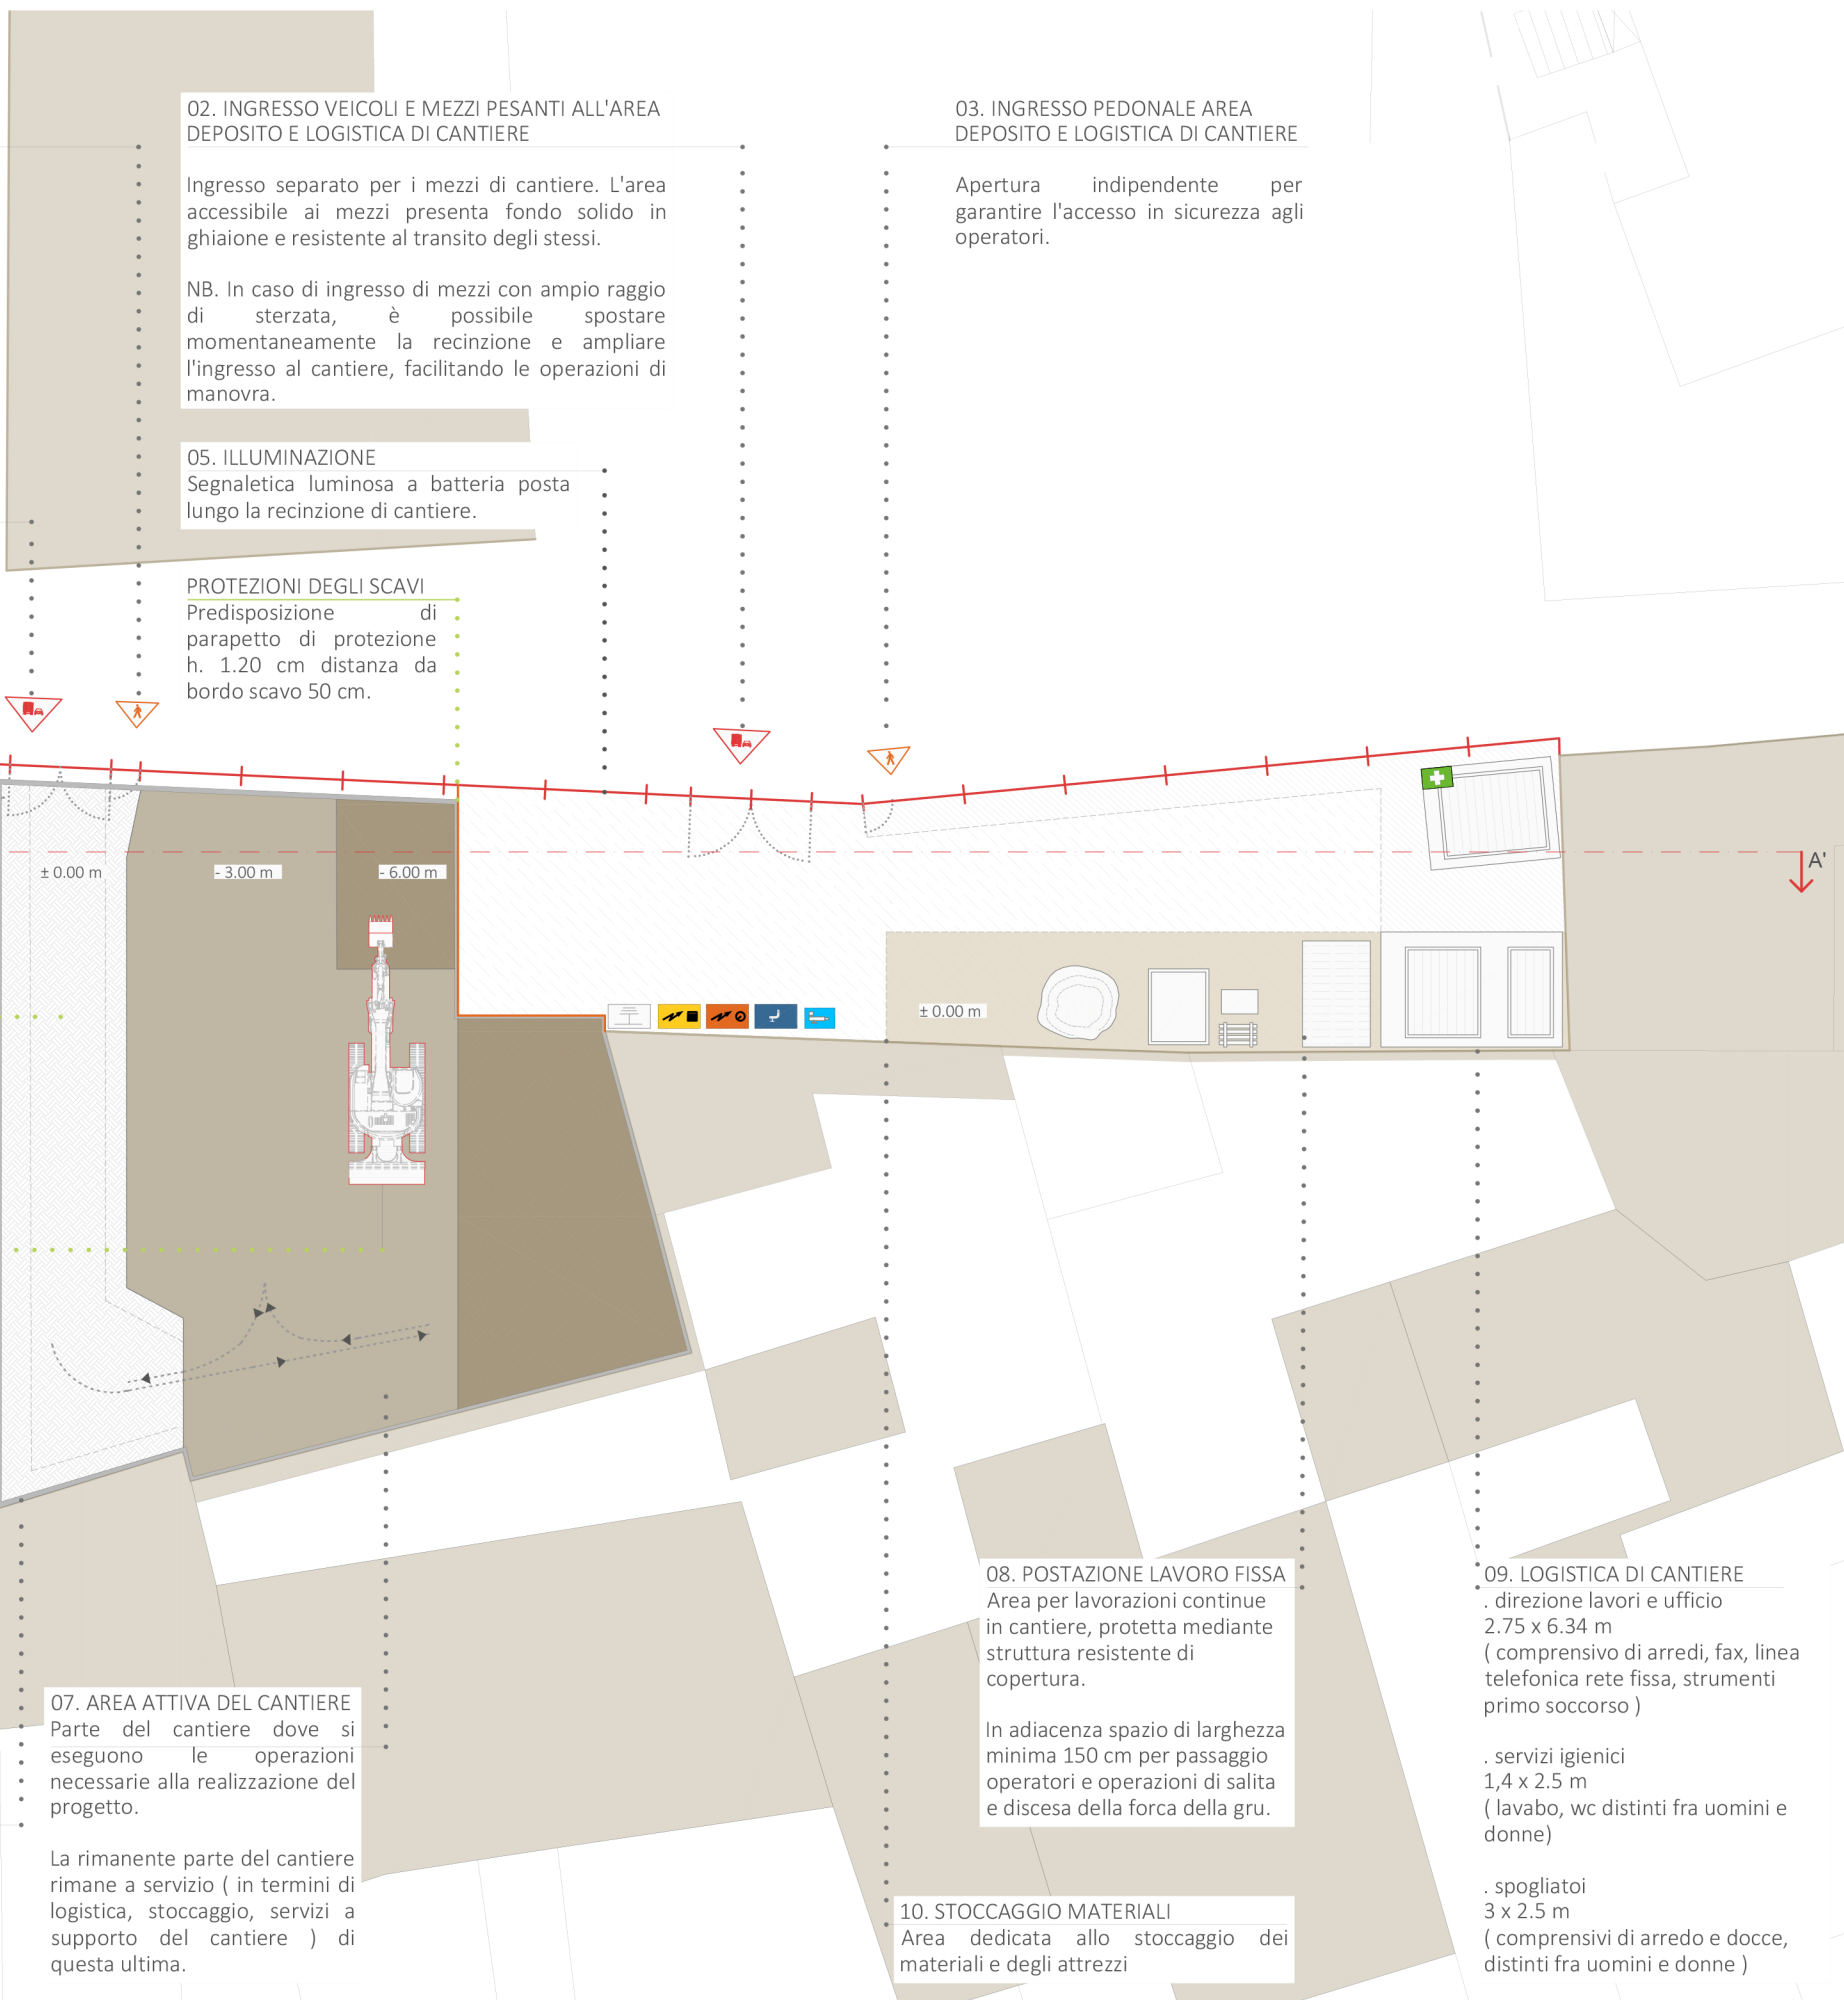 02. INGRESSO VEICOLI E MEZZI PESANTI ALL'AREA
DEPOSITO E LOGISTICA DI CANTIERE
Ingresso separato per i mezzi di cantiere. L'area
accessibile ai mezzi presenta fondo solido in
ghiaione e resistente al transito degli stessi.
NB. In caso di ingresso di mezzi con ampio raggio
di sterzata, è possibile spostare
momentaneamente la recinzione e ampliare
l'ingresso al cantiere, facilitando le operazioni di
manovra.
03. INGRESSO PEDONALE AREA
DEPOSITO E LOGISTICA DI CANTIERE
Apertura indipendente per
garantire l'accesso in sicurezza agli
operatori.
05. ILLUMINAZIONE
Segnaletica luminosa a batteria posta
lungo la recinzione di cantiere.
PROTEZIONI DEGLI SCAVI
Predisposizione di
parapetto di protezione
h. 1.20 cm distanza da
bordo scavo 50 cm.
± 0.00 m
- 3.00 m
- 6.00 m
A'
± 0.00 m
07. AREA ATTIVA DEL CANTIERE
Parte del cantiere dove si
eseguono le operazioni
necessarie alla realizzazione del
progetto.
La rimanente parte del cantiere
rimane a servizio ( in termini di
logistica, stoccaggio, servizi a
supporto del cantiere ) di
questa ultima.
08. POSTAZIONE LAVORO FISSA
Area per lavorazioni continue
in cantiere, protetta mediante
struttura resistente di
copertura.
In adiacenza spazio di larghezza
minima 150 cm per passaggio
operatori e operazioni di salita
e discesa della forca della gru.
10. STOCCAGGIO MATERIALI
Area dedicata allo stoccaggio dei
materiali e degli attrezzi
09. LOGISTICA DI CANTIERE
. direzione lavori e ufficio
2.75 x 6.34 m
( comprensivo di arredi, fax, linea
telefonica rete fissa, strumenti
primo soccorso )
. servizi igienici
1,4 x 2.5 m
( lavabo, wc distinti fra uomini e
donne)
. spogliatoi
3 x 2.5 m
( comprensivi di arredo e docce,
distinti fra uomini e donne )